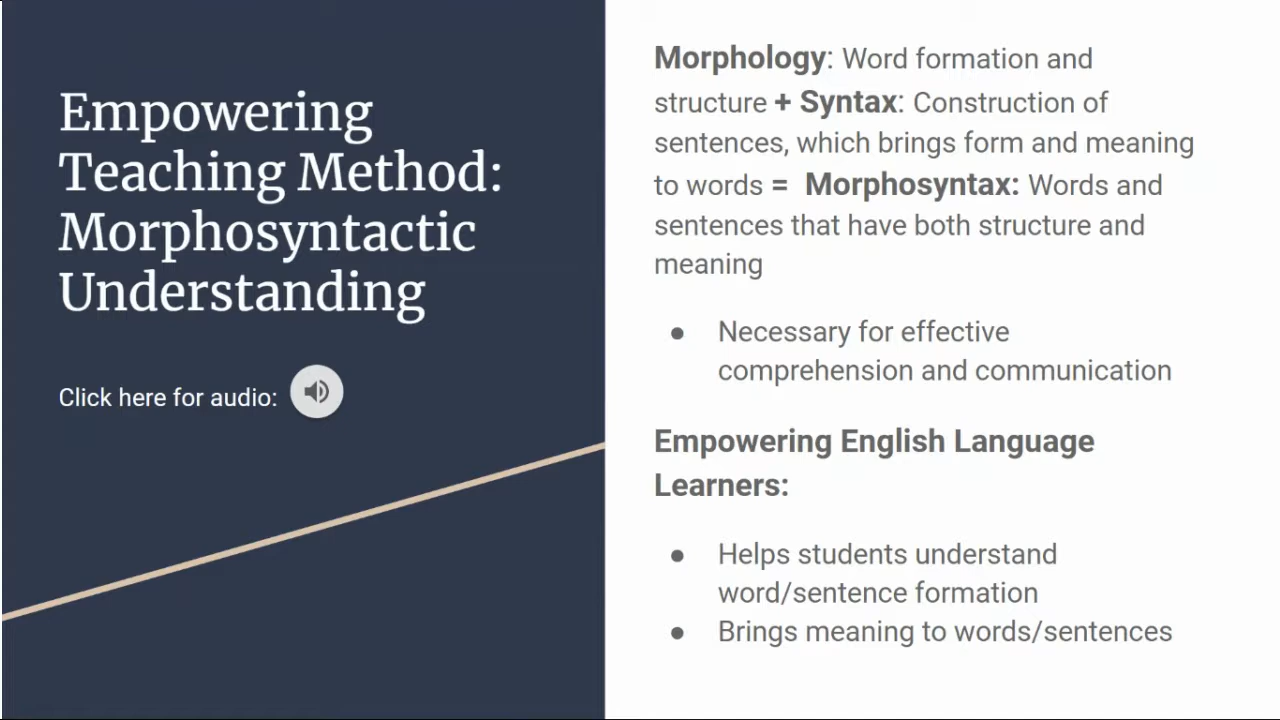 Empowering
Teaching Method:
Morphosyntactic
Understanding
Click here for audio:
Morphology: Word formation and
structure + Syntax: Construction of
sentences, which brings form and meaning
to words = Morphosyntax: Words and
sentences that have both structure and
meaning
● Necessary for effective
comprehension and communication
Empowering English Language
Learners:
● Helps students understand
word/sentence formation
● Brings meaning to words/sentences